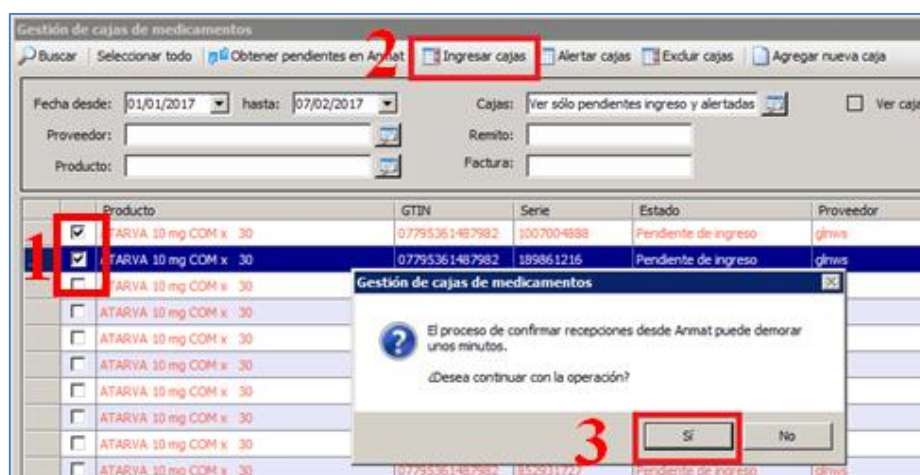 Gestión de cajas de medicamentos
Buscar Seleccionar todo Obtener pendientes en Anmat 2 Ingresar cajas Alertar cajas Excluir cajas Agregar nueva caja
Fecha desde: 01/01/2017 hasta: 07/02/2017 Cajas: Ver sólo pendientes ingreso y alertadas Ver caja
Proveedor: Remito:
Producto: Factura:
Producto GTIN Serie Estado Proveedor
1 ATARVA 10 mg COM x 30 07795361487982 1007004888 Pendiente de ingreso glnws
ATARVA 10 mg COM x 30 07795361487982 189861216 Pendiente de ingreso glnws
ATARVA 10 mg COM x 30
Gestión de cajas de medicamentos
ATARVA 10 mg COM x 30
El proceso de confirmar recepciones desde Anmat puede demorar
unos minutos.
ATARVA 10 mg COM x 30
¿Desea continuar con la operación?
ATARVA 10 mg COM x 30
ATARVA 10 mg COM x 30
3 Sí No
ATARVA 10 mg COM x 30
ATARVA 10 mg COM x 30 07795361487982 852931727 Pendiente de ingreso glnws